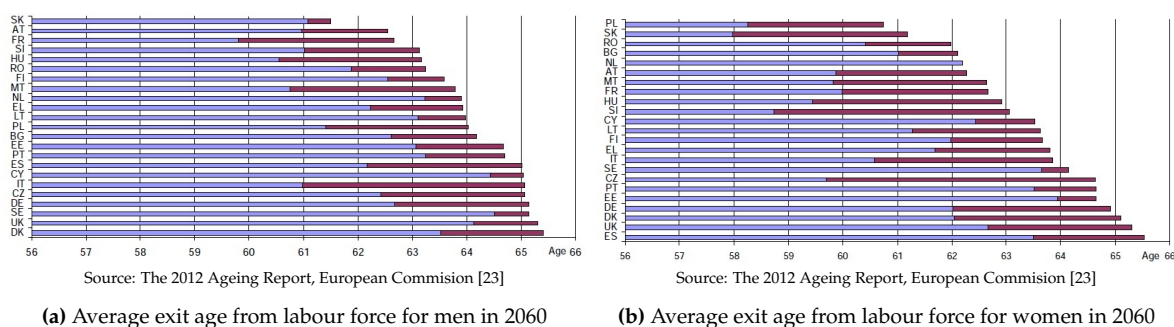 SK
AT
FR
SI
HU
RO
FI
MT
NL
EL
LT
PL
BG
EE
PT
ES
CY
IT
CZ
DE
SE
UK
DK
56 57 58 59 60 61 62 63 64 65 Age 66
Source: The 2012 Ageing Report, European Commision [23]
(a) Average exit age from labour force for men in 2060
PL
SK
RO
BG
NL
AT
MT
FR
HU
SI
CY
LT
FI
EL
IT
SE
CZ
PT
EE
DE
DK
UK
ES
56 57 58 59 60 61 62 63 64 65 Age 66
Source: The 2012 Ageing Report, European Commision [23]
(b) Average exit age from labour force for women in 2060